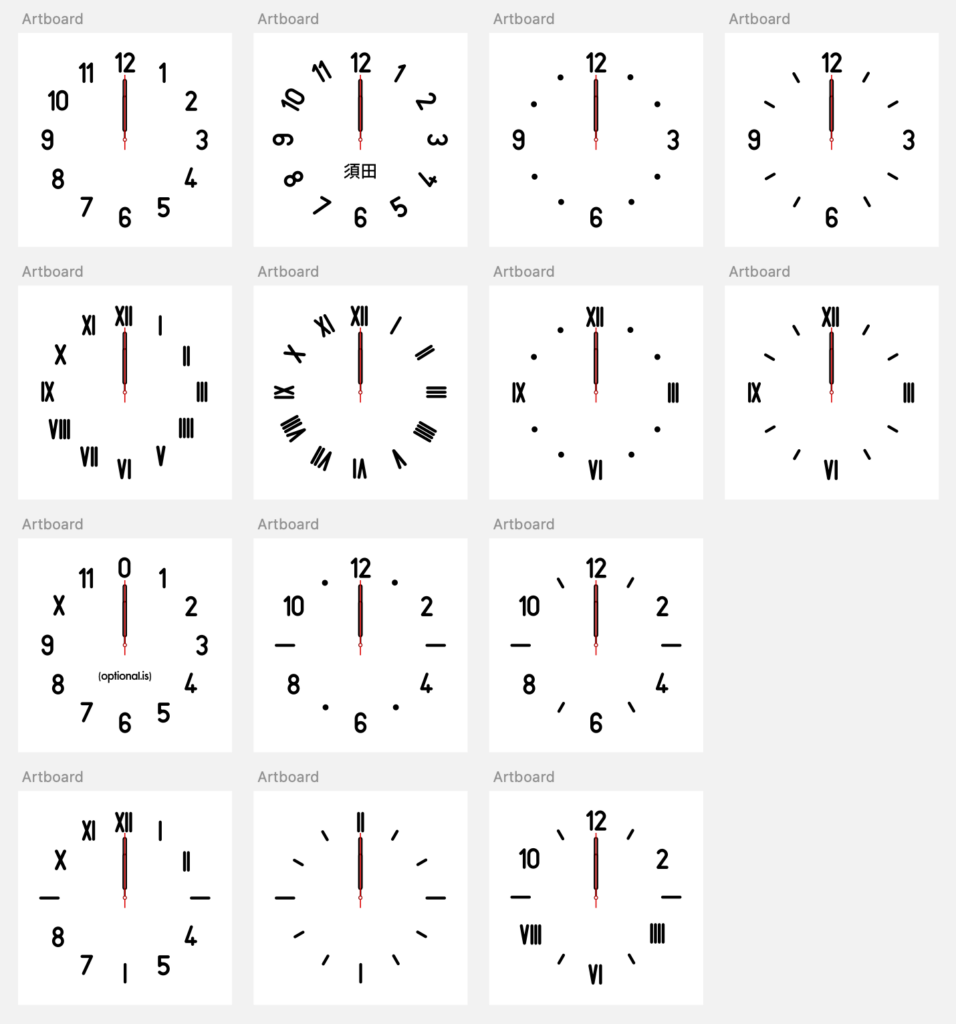 Artboard
Artboard
Artboard
Artboard
12
11 1
10 2
9 3
8 4
7 5
6
12
11 1
10 2
9 3
須田
8 4
7 5
6
12
9 3
6
12
9 3
6
Artboard
Artboard
Artboard
Artboard
XII
XI I
X II
IX III
VIII IIII
VII V
VI
XII
XI I
X II
IX III
VIII IIII
VII V
VI
XII
IX III
VI
XII
IX III
VI
Artboard
Artboard
Artboard
0
11 1
X 2
9 3
(optional.is)
8 4
7 5
6
12
10 2
8 4
6
12
10 2
8 4
6
Artboard
Artboard
Artboard
XII
XI I
X II
8 4
7 5
I
II
I
12
10 2
VIII IIII
VI